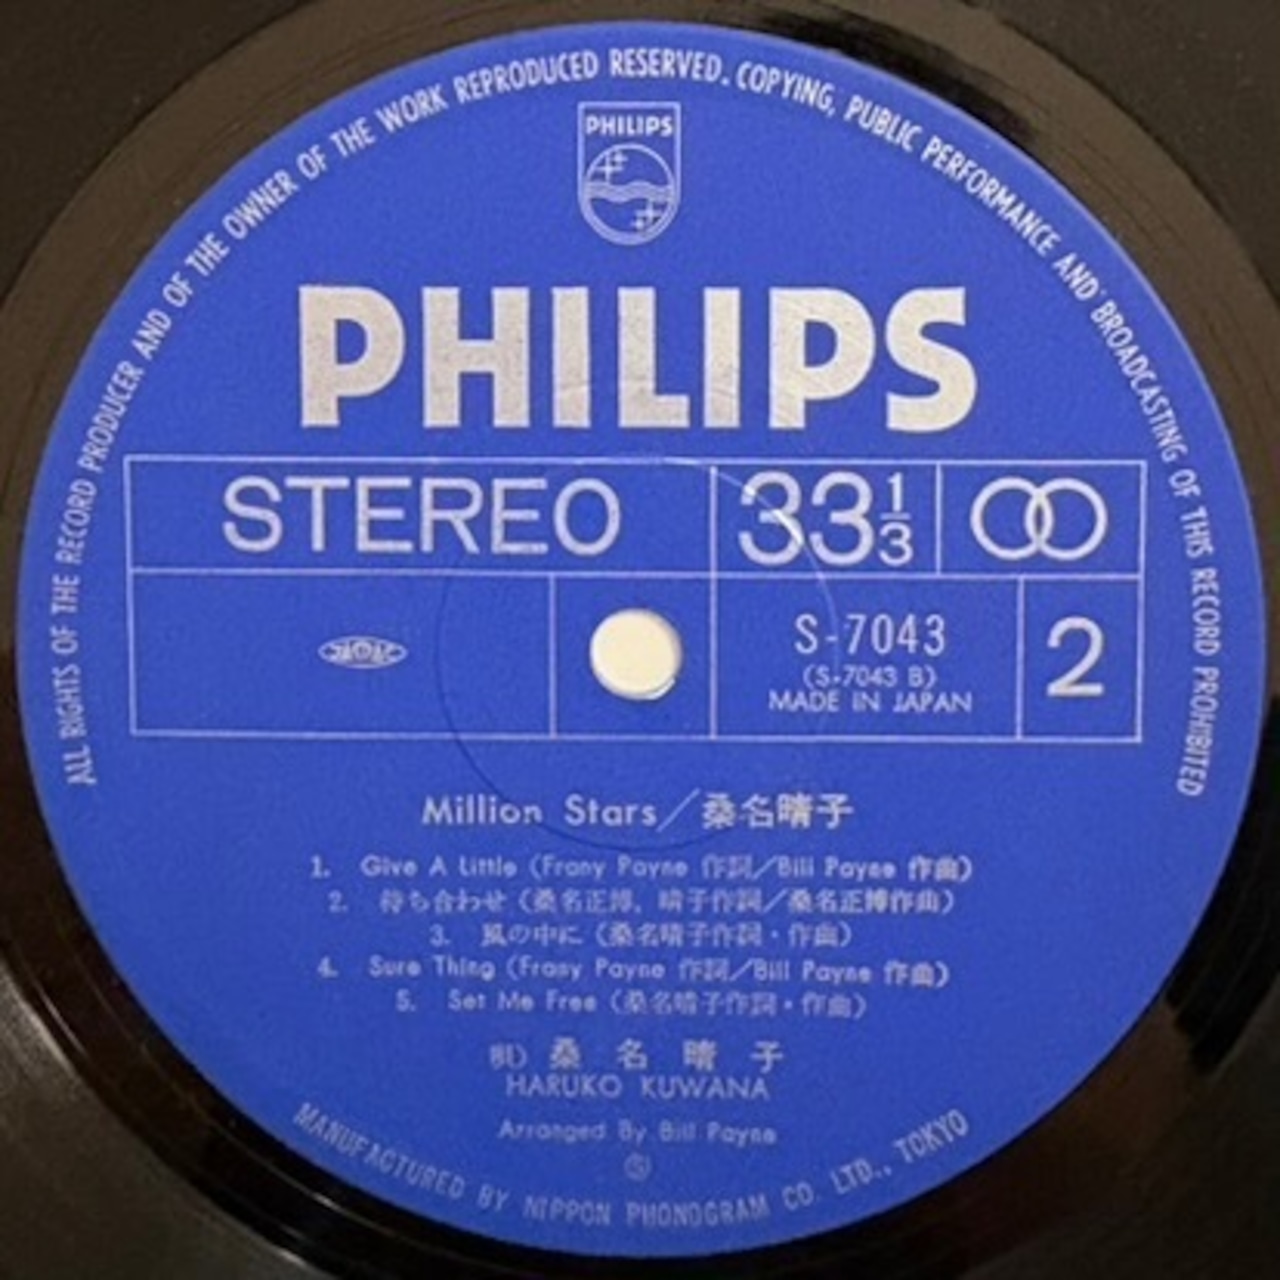 ALL RIGHTS OF THE RECORD PRODUCER AND OF THE OWNER OF THE WORK REPRODUCED RESERVED. COPYING, PUBLIC PERFORMANCE AND BROADCASTING OF THIS RECORD PROHIBITED
PHILIPS
PHILIPS
STEREO 33 1/3
JASRAC S-7043 2
(S-7043 B)
MADE IN JAPAN
Million Stars／桑名晴子
1. Give A Little (Frany Payne 作詞／Bill Payne 作曲)
2. 待ち合わせ (桑名正博, 晴子作詞／桑名正博作曲)
3. 風の中に (桑名晴子作詞・作曲)
4. Sure Thing (Frany Payne 作詞／Bill Payne 作曲)
5. Set Me Free (桑名晴子作詞・作曲)
唄) 桑名晴子
HARUKO KUWANA
Arranged By Bill Payne
Ⓢ
MANUFACTURED BY NIPPON PHONOGRAM CO. LTD., TOKYO